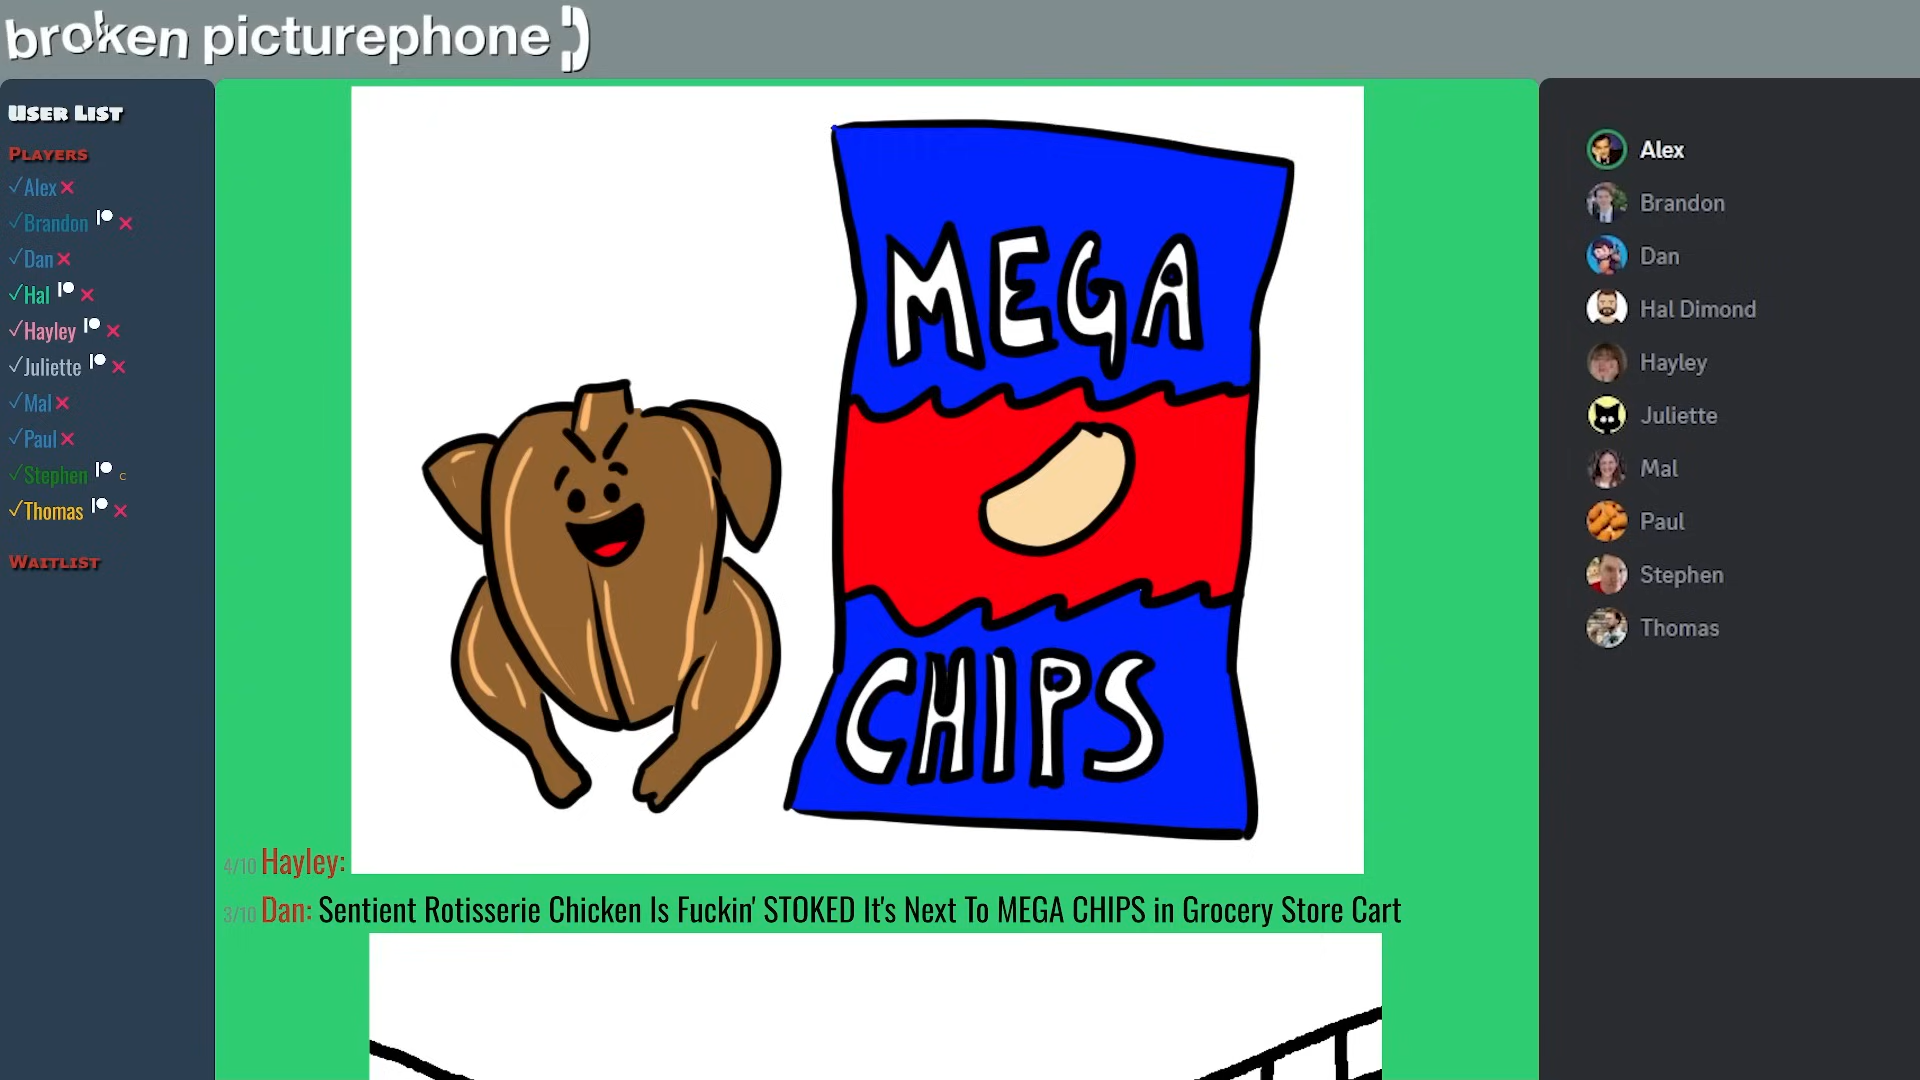 broken picturephone
USER LIST
PLAYERS
✓Alex ×
✓Brandon ×
✓Dan ×
✓Hal ×
✓Hayley ×
✓Juliette ×
✓Mal ×
✓Paul ×
✓Stephen c
✓Thomas ×
WAITLIST
MEGA
CHIPS
4/10 Hayley:
3/10 Dan: Sentient Rotisserie Chicken Is Fuckin' STOKED It's Next To MEGA CHIPS in Grocery Store Cart
Alex
Brandon
Dan
Hal Dimond
Hayley
Juliette
Mal
Paul
Stephen
Thomas